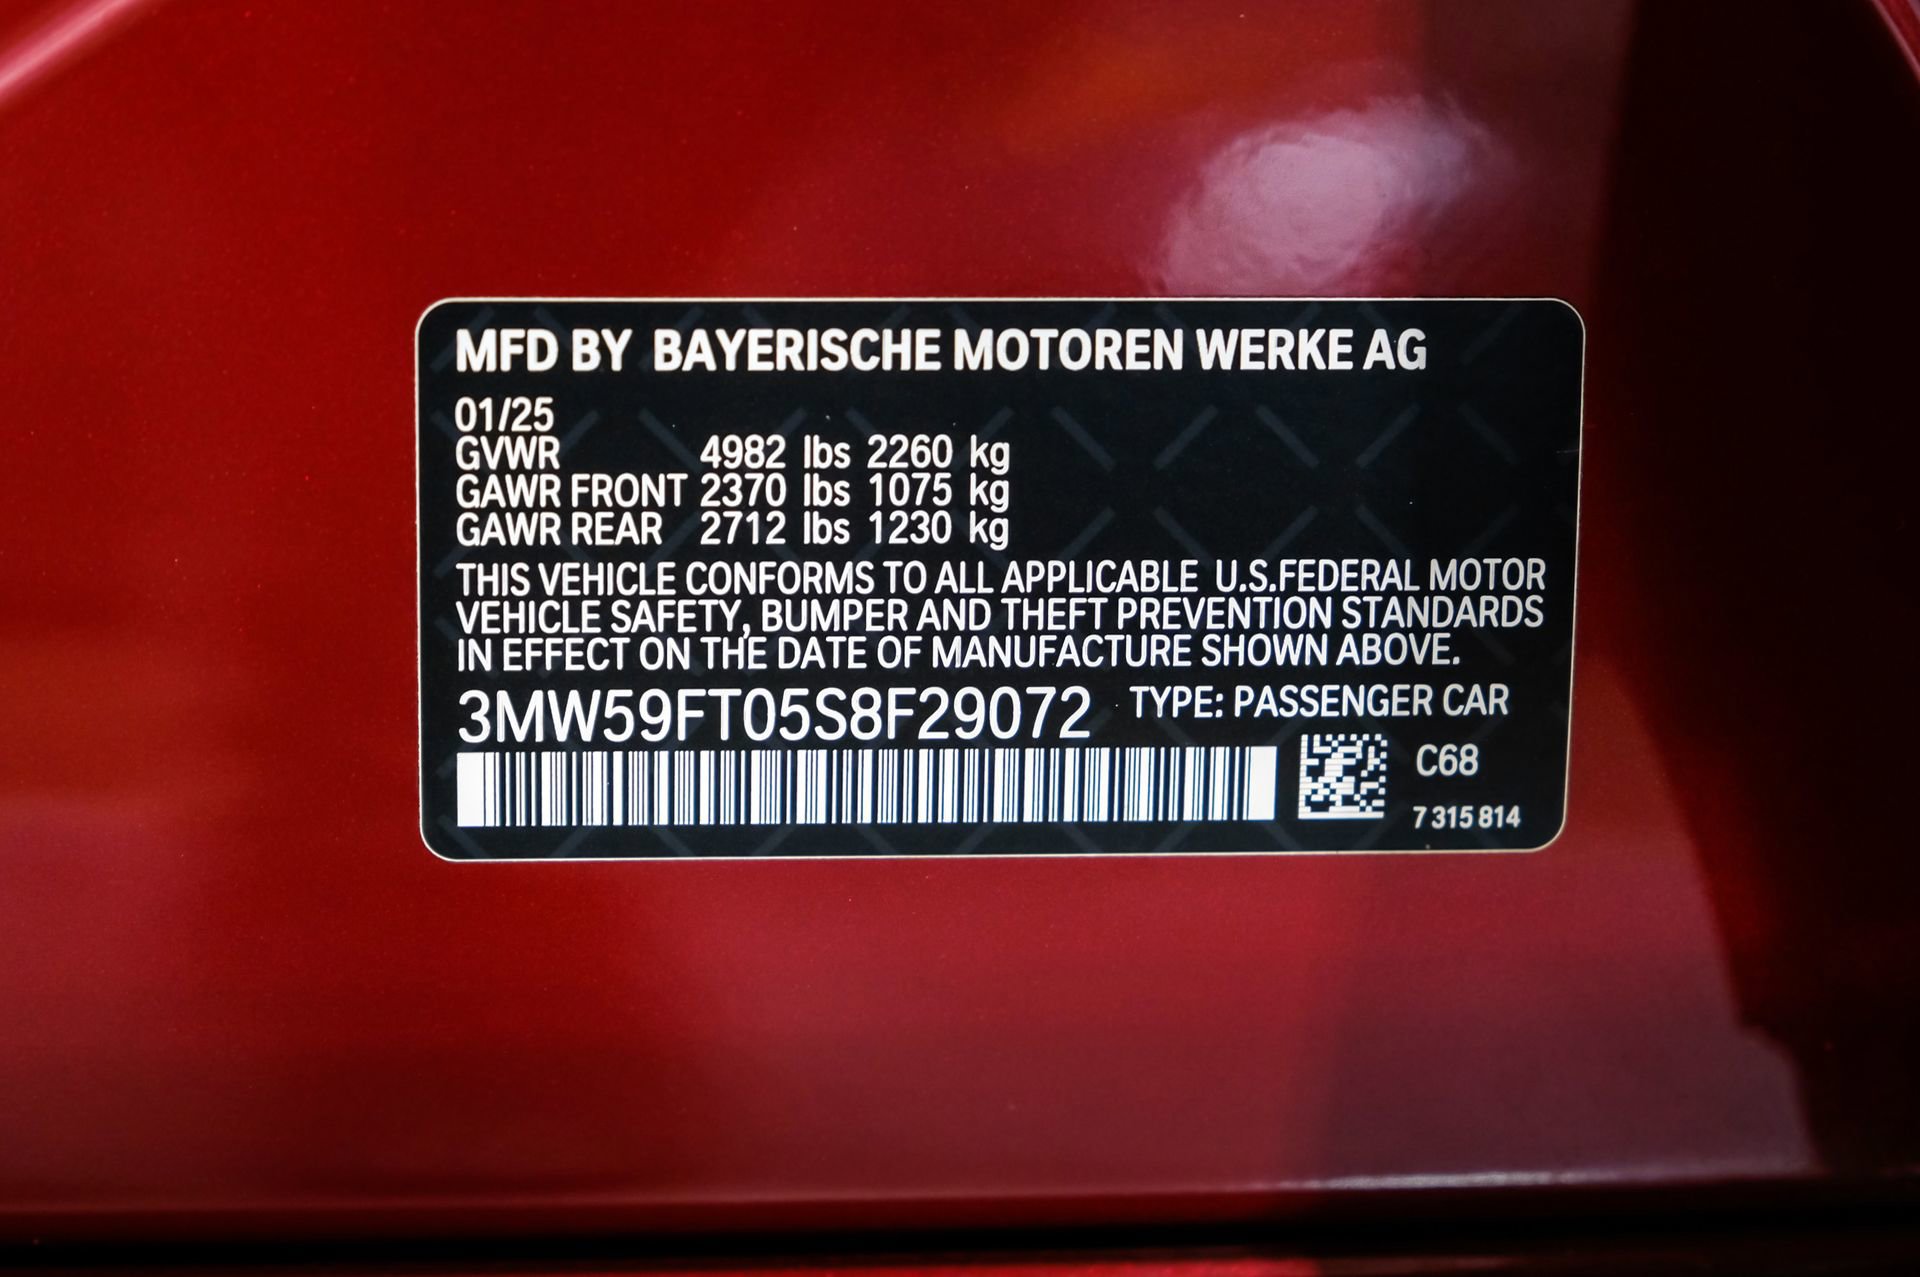 MFD BY BAYERISCHE MOTOREN WERKE AG
01/25
GVWR 4982 lbs 2260 kg
GAWR FRONT 2370 lbs 1075 kg
GAWR REAR 2712 lbs 1230 kg
THIS VEHICLE CONFORMS TO ALL APPLICABLE U.S.FEDERAL MOTOR
VEHICLE SAFETY, BUMPER AND THEFT PREVENTION STANDARDS
IN EFFECT ON THE DATE OF MANUFACTURE SHOWN ABOVE.
3MW59FT05S8F29072 TYPE: PASSENGER CAR
C68
7 315 814